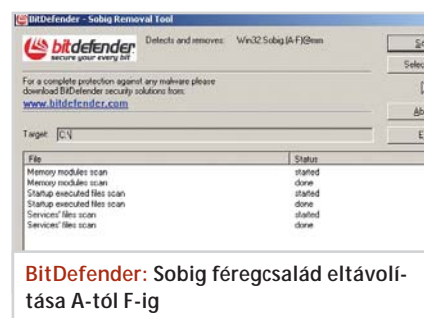 BitDefender - Sobig Removal Tool
bitdefender
secure your every bit
Detects and removes: Win32.Sobig.(A-F)@mm
For a complete protection against any malware please
download BitDefender security solutions from:
www.bitdefender.com
Target: C:\
File Status
Memory modules scan started
Memory modules scan done
Startup executed files scan started
Startup executed files scan done
Services' files scan started
Services' files scan done
Selec
Ab
BitDefender: Sobig féregcsalád eltávolí-
tása A-tól F-ig